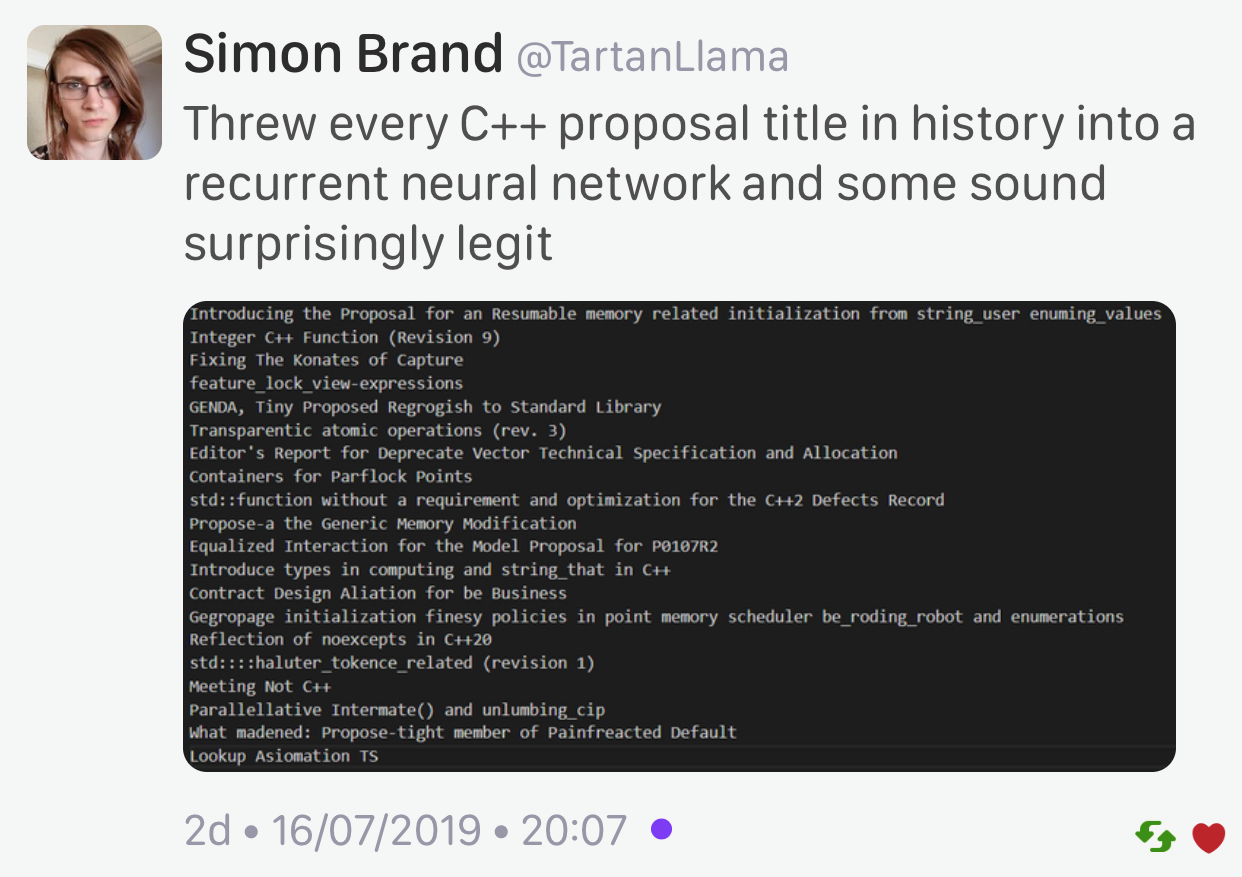 Simon Brand @TartanLlama
Threw every C++ proposal title in history into a
recurrent neural network and some sound
surprisingly legit
Introducing the Proposal for an Resumable memory related initialization from string_user enuming_values
Integer C++ Function (Revision 9)
Fixing The Konates of Capture
feature_lock_view-expressions
GENDA, Tiny Proposed Regrogish to Standard Library
Transparentic atomic operations (rev. 3)
Editor's Report for Deprecate Vector Technical Specification and Allocation
Containers for Parflock Points
std::function without a requirement and optimization for the C++2 Defects Record
Propose-a the Generic Memory Modification
Equalized Interaction for the Model Proposal for P0107R2
Introduce types in computing and string_that in C++
Contract Design Aliation for be Business
Gegropage initialization finesy policies in point memory scheduler be_roding_robot and enumerations
Reflection of noexcepts in C++20
std::::haluter_tokence_related (revision 1)
Meeting Not C++
Parallellative Intermate() and unlumbing_cip
What madened: Propose-tight member of Painfreacted Default
Lookup Asiomation TS
2d • 16/07/2019 • 20:07